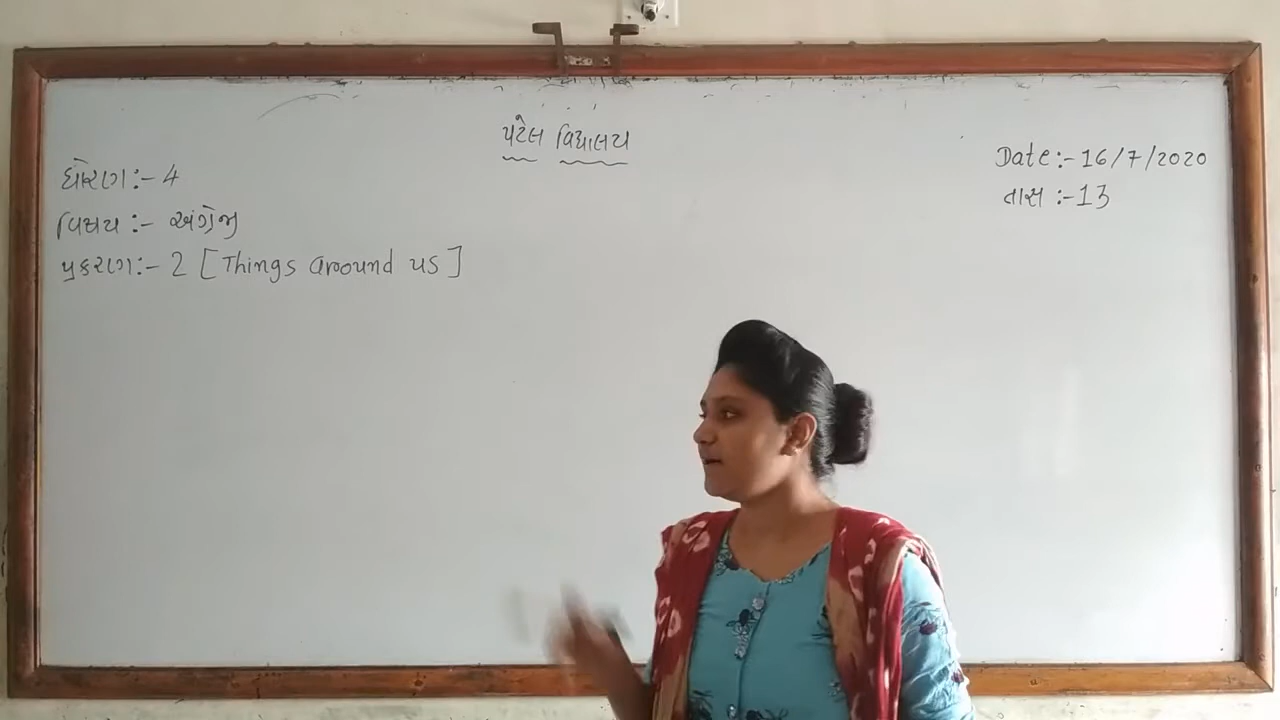 પટેલ વિદ્યાલય
Date :- 16/7/2020
ધોરણ :- 4
તાસ :- 13
વિષય :- અંગ્રેજી
પ્રકરણ :- 2 [Things around us]